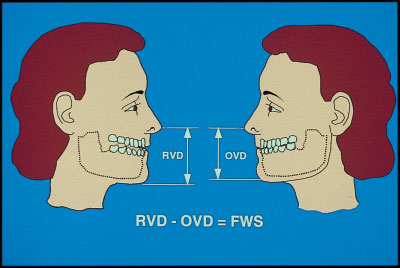 RVD
OVD
RVD - OVD = FWS